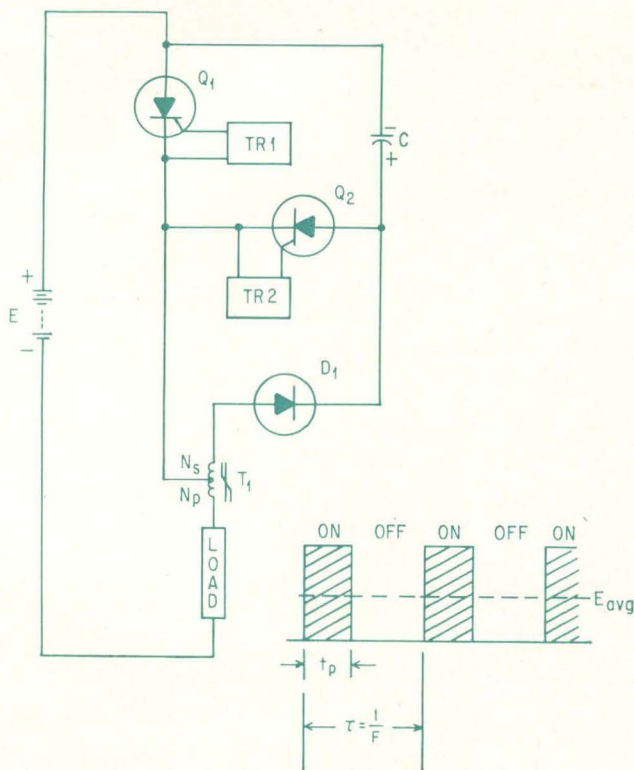 Q1
TR1
− C
+
Q2
TR2
+
E
−
D1
Ns
T1
Np
LOAD
ON OFF ON OFF ON
Eavg
tp
τ = 1/F